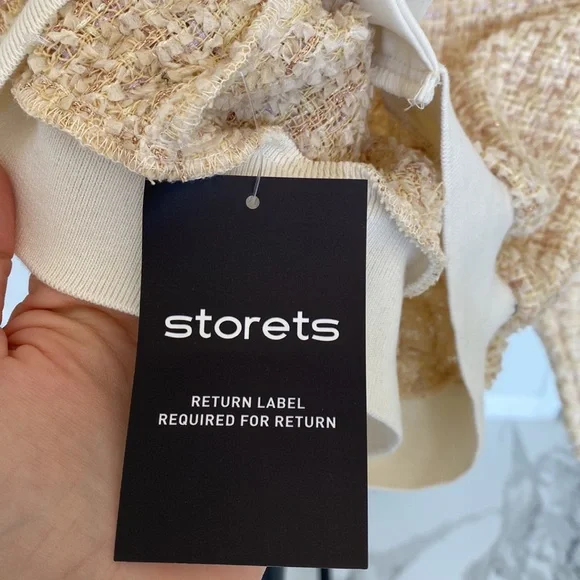 storets
RETURN LABEL
REQUIRED FOR RETURN